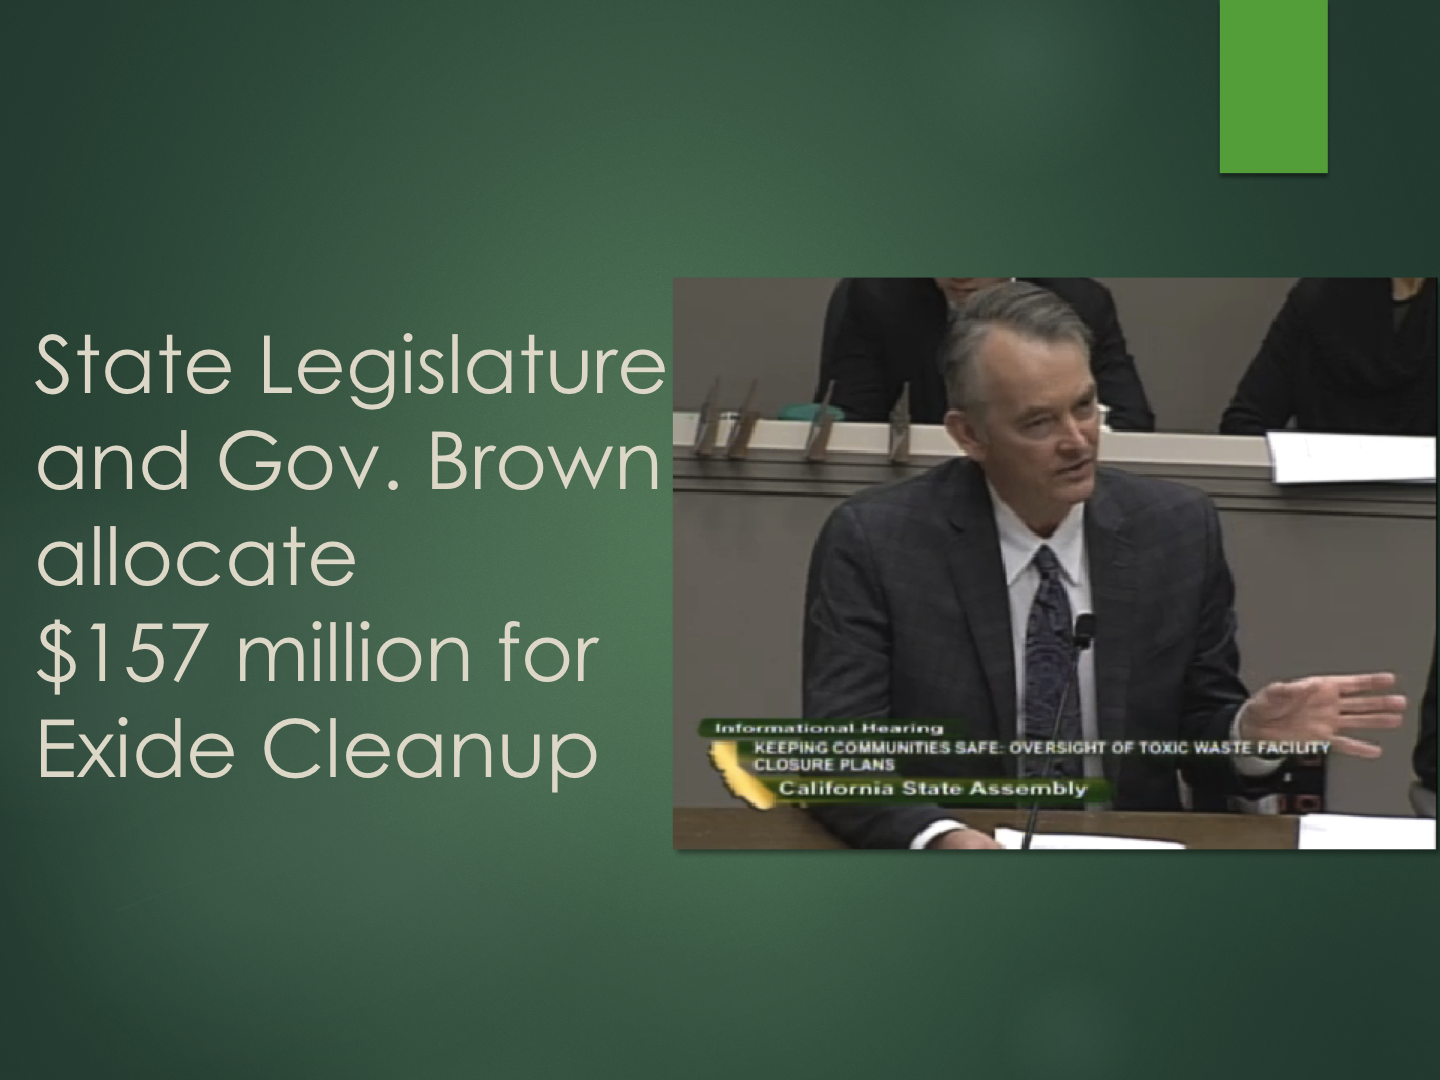 State Legislature
and Gov. Brown
allocate
$157 million for
Exide Cleanup
Informational Hearing
KEEPING COMMUNITIES SAFE: OVERSIGHT OF TOXIC WASTE FACILITY
CLOSURE PLANS
California State Assembly